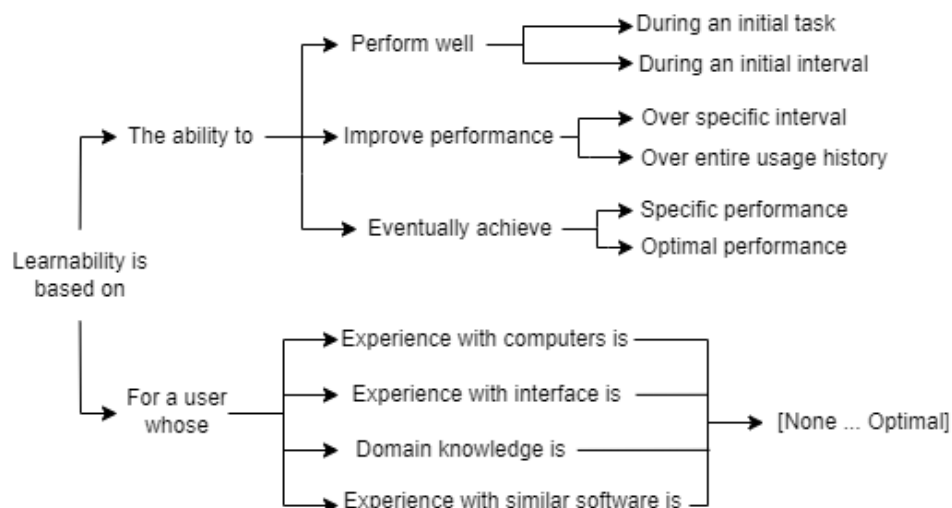 Perform well
During an initial task
During an initial interval
The ability to
Improve performance
Over specific interval
Over entire usage history
Eventually achieve
Specific performance
Optimal performance
Learnability is
based on
For a user
whose
Experience with computers is
Experience with interface is
Domain knowledge is
Experience with similar software is
[None ... Optimal]